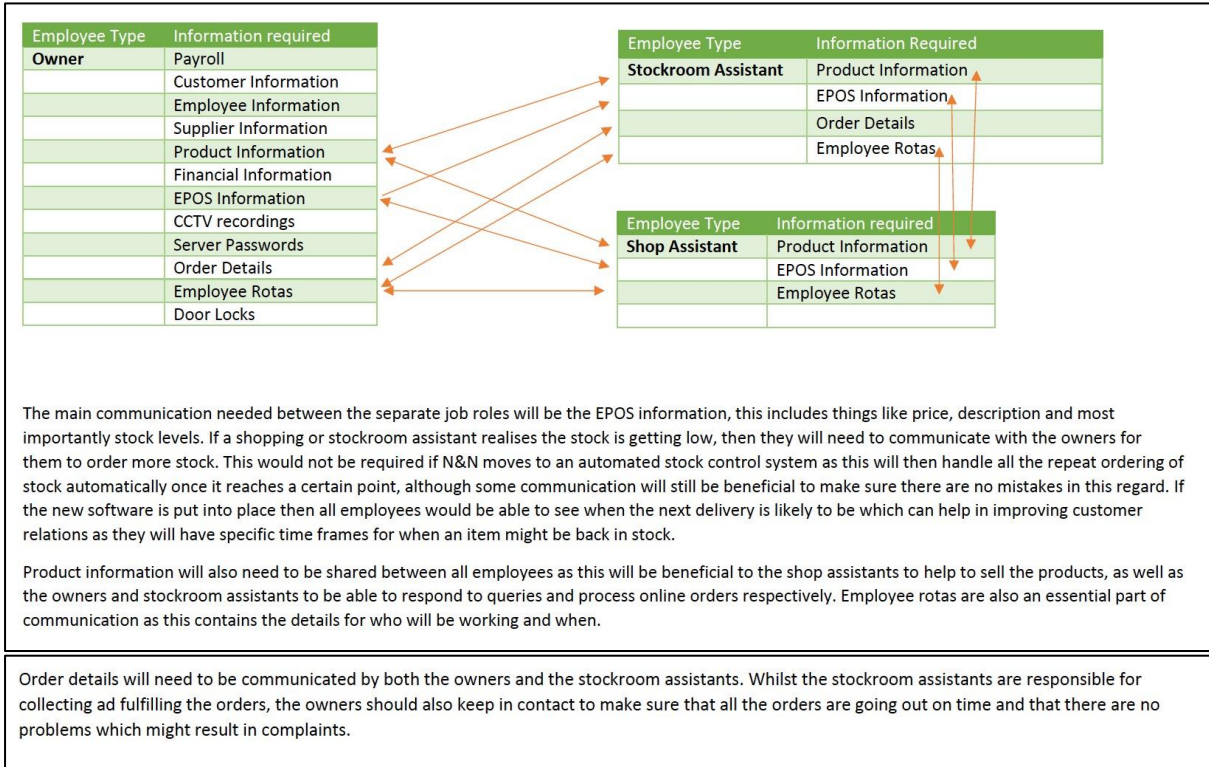 Employee Type Information required
Owner Payroll
Customer Information
Employee Information
Supplier Information
Product Information
Financial Information
EPOS Information
CCTV recordings
Server Passwords
Order Details
Employee Rotas
Door Locks
Employee Type Information Required
Stockroom Assistant Product Information
EPOS Information
Order Details
Employee Rotas
Employee Type Information required
Shop Assistant Product Information
EPOS Information
Employee Rotas
The main communication needed between the separate job roles will be the EPOS information, this includes things like price, description and most
importantly stock levels. If a shopping or stockroom assistant realises the stock is getting low, then they will need to communicate with the owners for
them to order more stock. This would not be required if N&N moves to an automated stock control system as this will then handle all the repeat ordering of
stock automatically once it reaches a certain point, although some communication will still be beneficial to make sure there are no mistakes in this regard. If
the new software is put into place then all employees would be able to see when the next delivery is likely to be which can help in improving customer
relations as they will have specific time frames for when an item might be back in stock.
Product information will also need to be shared between all employees as this will be beneficial to the shop assistants to help to sell the products, as well as
the owners and stockroom assistants to be able to respond to queries and process online orders respectively. Employee rotas are also an essential part of
communication as this contains the details for who will be working and when.
Order details will need to be communicated by both the owners and the stockroom assistants. Whilst the stockroom assistants are responsible for
collecting ad fulfilling the orders, the owners should also keep in contact to make sure that all the orders are going out on time and that there are no
problems which might result in complaints.